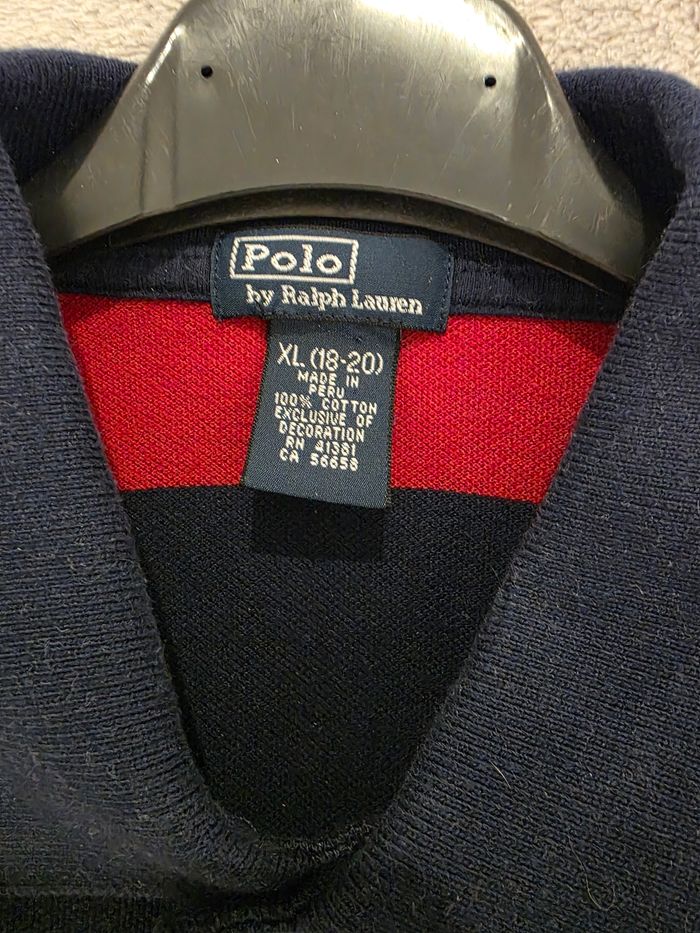 Polo
by Ralph Lauren
XL (18-20)
MADE IN
PERU
100% COTTON
EXCLUSIVE OF
DECORATION
RN 41381
CA 56658